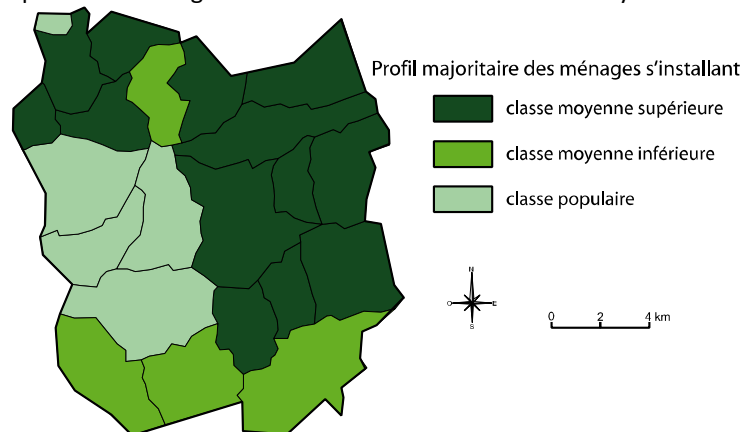 Profil majoritaire des ménages s'installant
classe moyenne supérieure
classe moyenne inférieure
classe populaire
N
O E
S
0 2 4 km